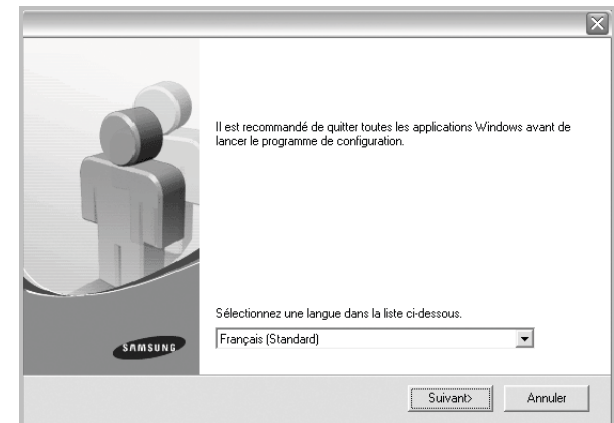 Il est recommandé de quitter toutes les applications Windows avant de
lancer le programme de configuration.
Sélectionnez une langue dans la liste ci-dessous.
Français (Standard)
SAMSUNG
Suivant>
Annuler